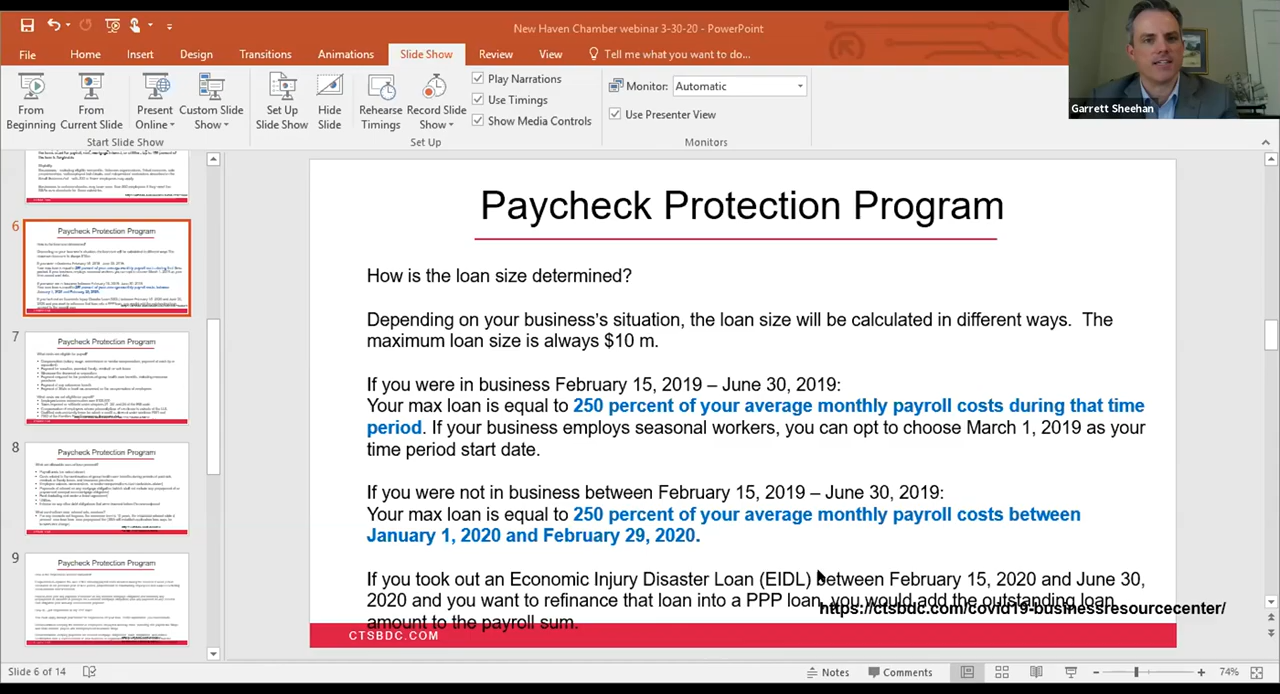 New Haven Chamber webinar 3-30-20 - PowerPoint
File Home Insert Design Transitions Animations Slide Show Review View Tell me what you want to do...
Garrett Sheehan
From Beginning
From Current Slide
Present Online
Custom Slide Show
Start Slide Show
Set Up Slide Show
Hide Slide
Rehearse Timings
Record Slide Show
Play Narrations
Use Timings
Show Media Controls
Set Up
Monitor: Automatic
Use Presenter View
Monitors
6
Paycheck Protection Program
7
Paycheck Protection Program
8
Paycheck Protection Program
9
Paycheck Protection Program
Paycheck Protection Program
How is the loan size determined?
Depending on your business's situation, the loan size will be calculated in different ways. The
maximum loan size is always $10 m.
If you were in business February 15, 2019 – June 30, 2019:
Your max loan is equal to 250 percent of your average monthly payroll costs during that time
period. If your business employs seasonal workers, you can opt to choose March 1, 2019 as your
time period start date.
If you were not in business between February 15, 2019 – June 30, 2019:
Your max loan is equal to 250 percent of your average monthly payroll costs between
January 1, 2020 and February 29, 2020.
If you took out an Economic Injury Disaster Loan (EIDL) between February 15, 2020 and June 30,
2020 and you want to refinance that loan into a PPP loan, you would add the outstanding loan
amount to the payroll sum.
https://ctsbdc.com/covid19-businessresourcecenter/
CTSBDC.COM
Slide 6 of 14
Notes Comments 74%